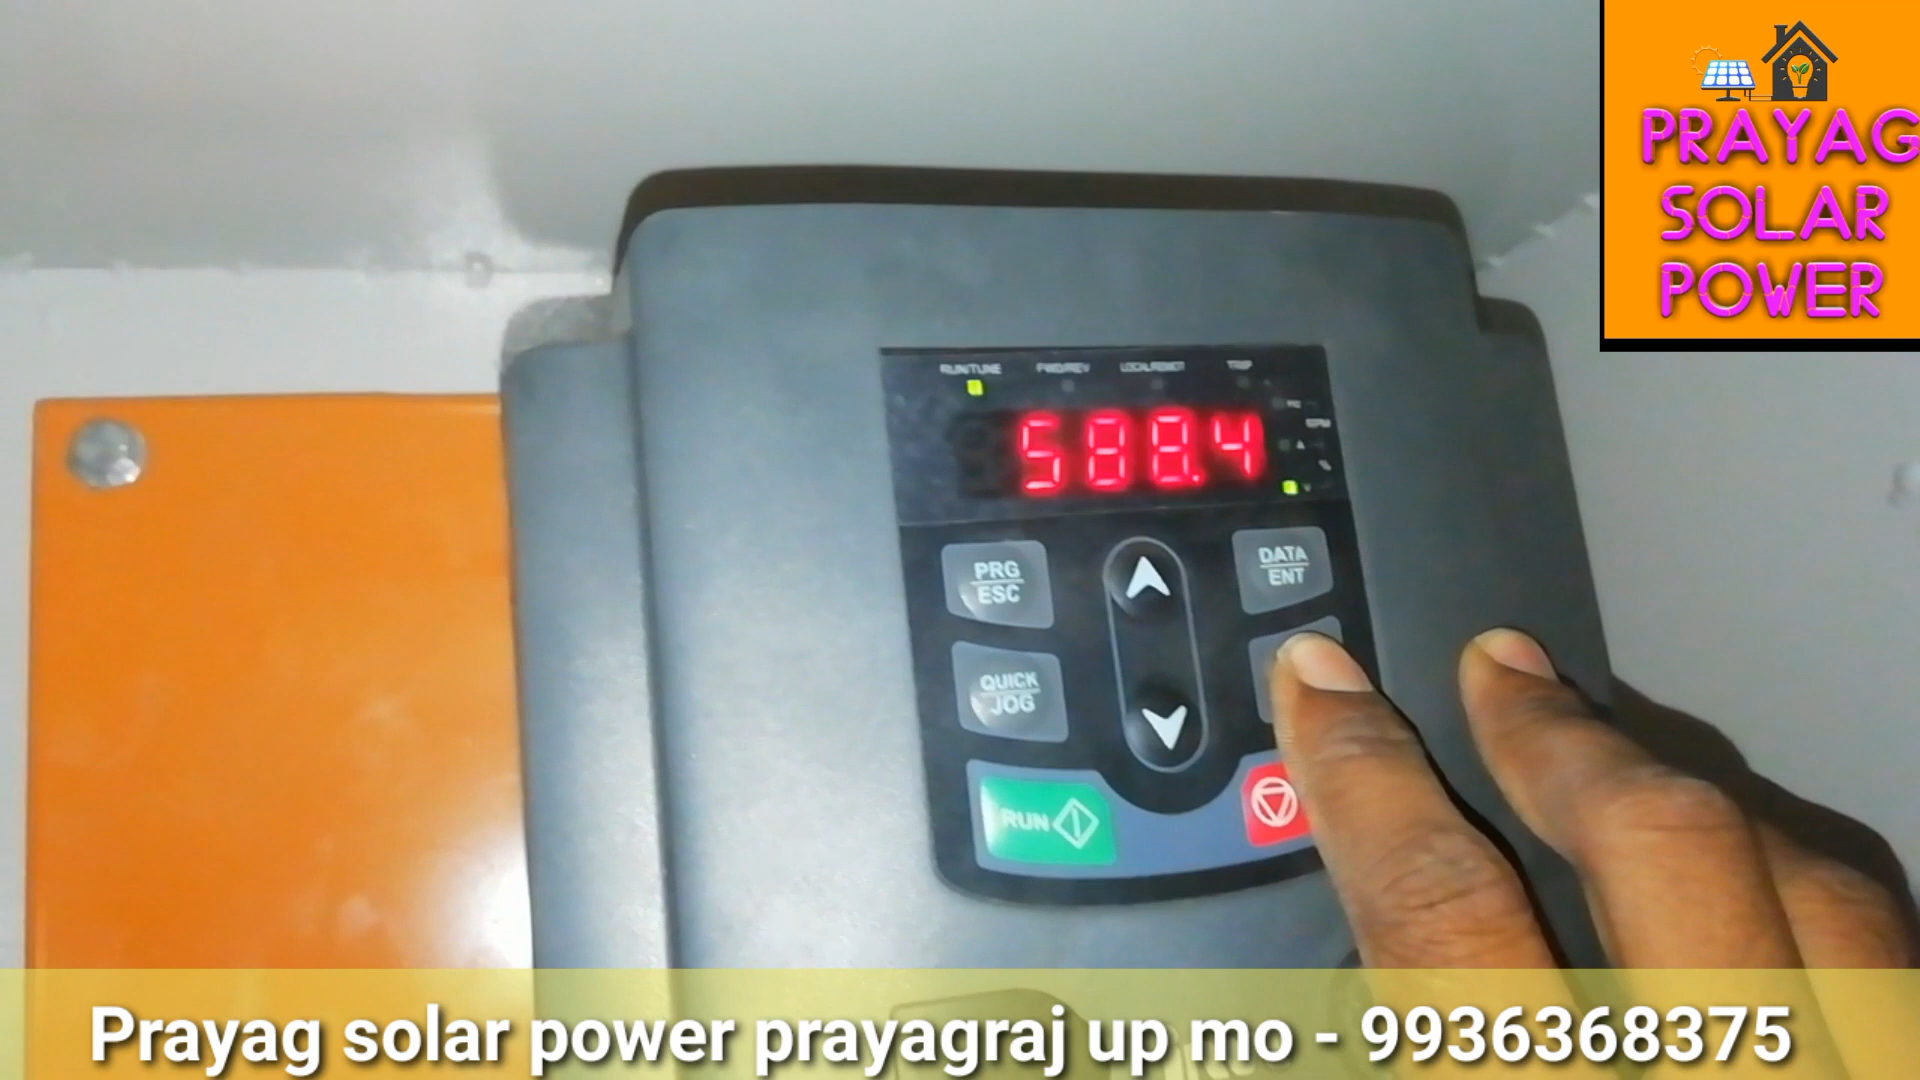 PRAYAG
SOLAR
POWER
RUN/TUNE FWD/REV LOCAL/REMOT TRIP
RPM
A
%
588.4
V
PRG
ESC
DATA
ENT
QUICK
JOG
RUN
Prayag solar power prayagraj up mo - 9936368375